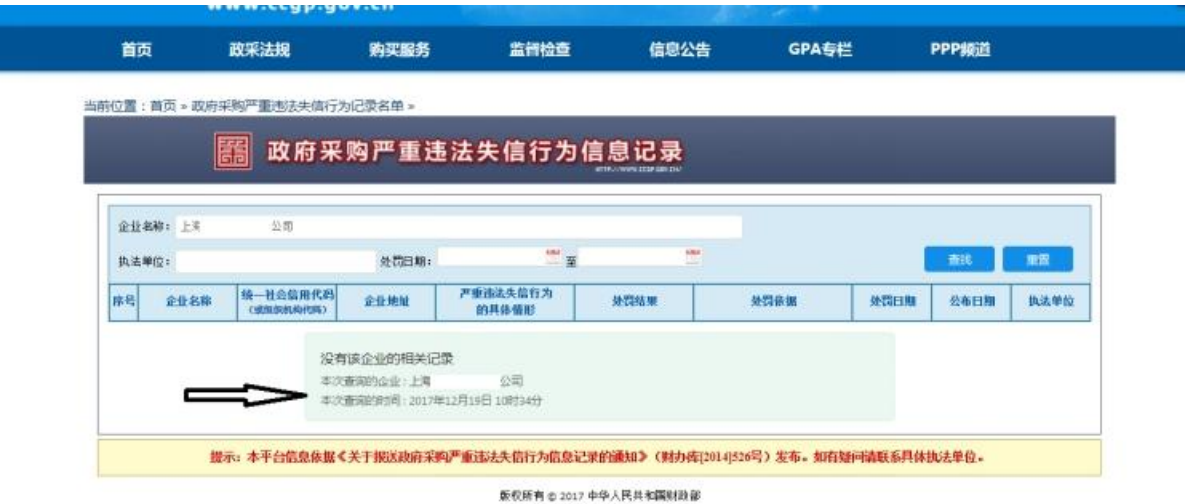 www.ccgp.gov.cn
首页 政采法规 购买服务 监督检查 信息公告 GPA专栏 PPP频道
当前位置：首页 » 政府采购严重违法失信行为记录名单 »
政府采购严重违法失信行为信息记录
HTTP://WWW.CCGP.GOV.CN/
企业名称： 上海 公司
执法单位： 处罚日期： 至 查找 重置
序号 企业名称 统一社会信用代码 （或组织机构代码） 企业地址 严重违法失信行为 的具体情形 处罚结果 处罚依据 处罚日期 公布日期 执法单位
没有该企业的相关记录
本次查询的企业：上海 公司
本次查询的时间：2017年12月19日 10时34分
提示：本平台信息依据《关于报送政府采购严重违法失信行为信息记录的通知》（财办库[2014]526号）发布。如有疑问请联系具体执法单位。
版权所有 © 2017 中华人民共和国财政部